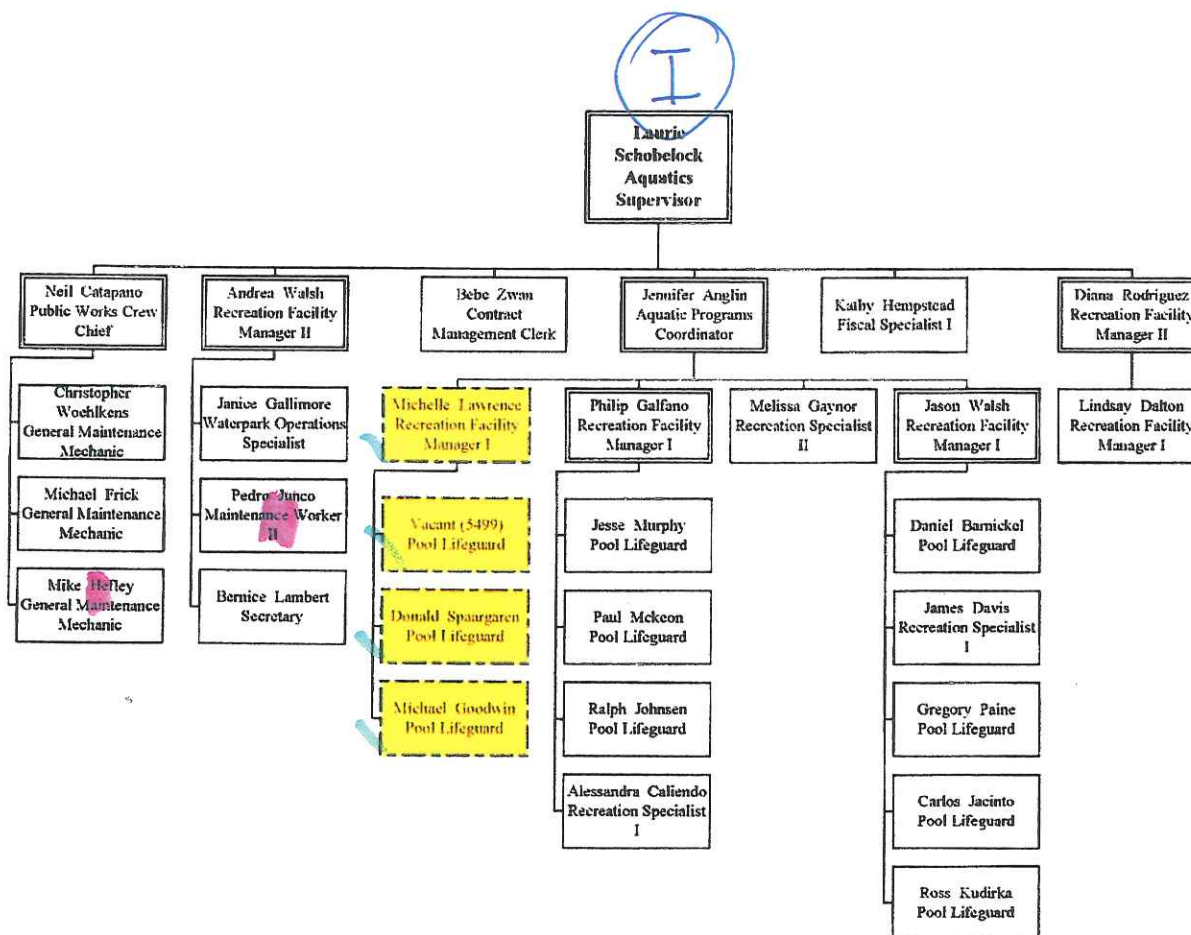 I
Laurie
Schobelock
Aquatics
Supervisor
Neil Catapano
Public Works Crew
Chief
Andrea Walsh
Recreation Facility
Manager II
Bebe Zwan
Contract
Management Clerk
Jennifer Anglin
Aquatic Programs
Coordinator
Kathy Hempstead
Fiscal Specialist I
Diana Rodriguez
Recreation Facility
Manager II
Christopher
Woehlkens
General Maintenance
Mechanic
Janice Gallimore
Waterpark Operations
Specialist
Michelle Lawrence
Recreation Facility
Manager I
Philip Galfano
Recreation Facility
Manager I
Melissa Gaynor
Recreation Specialist
II
Jason Walsh
Recreation Facility
Manager I
Lindsay Dalton
Recreation Facility
Manager I
Michael Frick
General Maintenance
Mechanic
Pedro Junco
Maintenance Worker
II
Vacant (5499)
Pool Lifeguard
Jesse Murphy
Pool Lifeguard
Daniel Barnickel
Pool Lifeguard
Mike Hefley
General Maintenance
Mechanic
Bernice Lambert
Secretary
Donald Spaargaren
Pool Lifeguard
Paul Mckeon
Pool Lifeguard
James Davis
Recreation Specialist
I
Michael Goodwin
Pool Lifeguard
Ralph Johnsen
Pool Lifeguard
Gregory Paine
Pool Lifeguard
Alessandra Caliendo
Recreation Specialist
I
Carlos Jacinto
Pool Lifeguard
Ross Kudirka
Pool Lifeguard